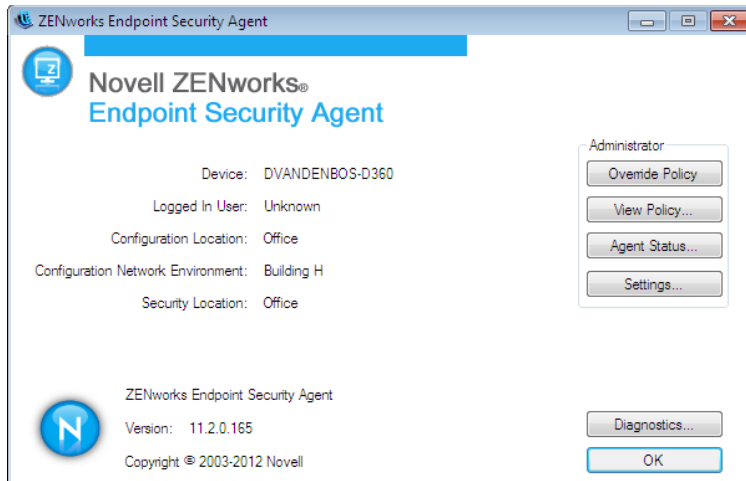 ZENworks Endpoint Security Agent
Z
Novell ZENworks®
Endpoint Security Agent
Administrator
Device: DVANDENBOS-D360
Override Policy
Logged In User: Unknown
View Policy...
Configuration Location: Office
Agent Status...
Configuration Network Environment: Building H
Settings...
Security Location: Office
ZENworks Endpoint Security Agent
N
Version: 11.2.0.165
Diagnostics...
Copyright © 2003-2012 Novell
OK